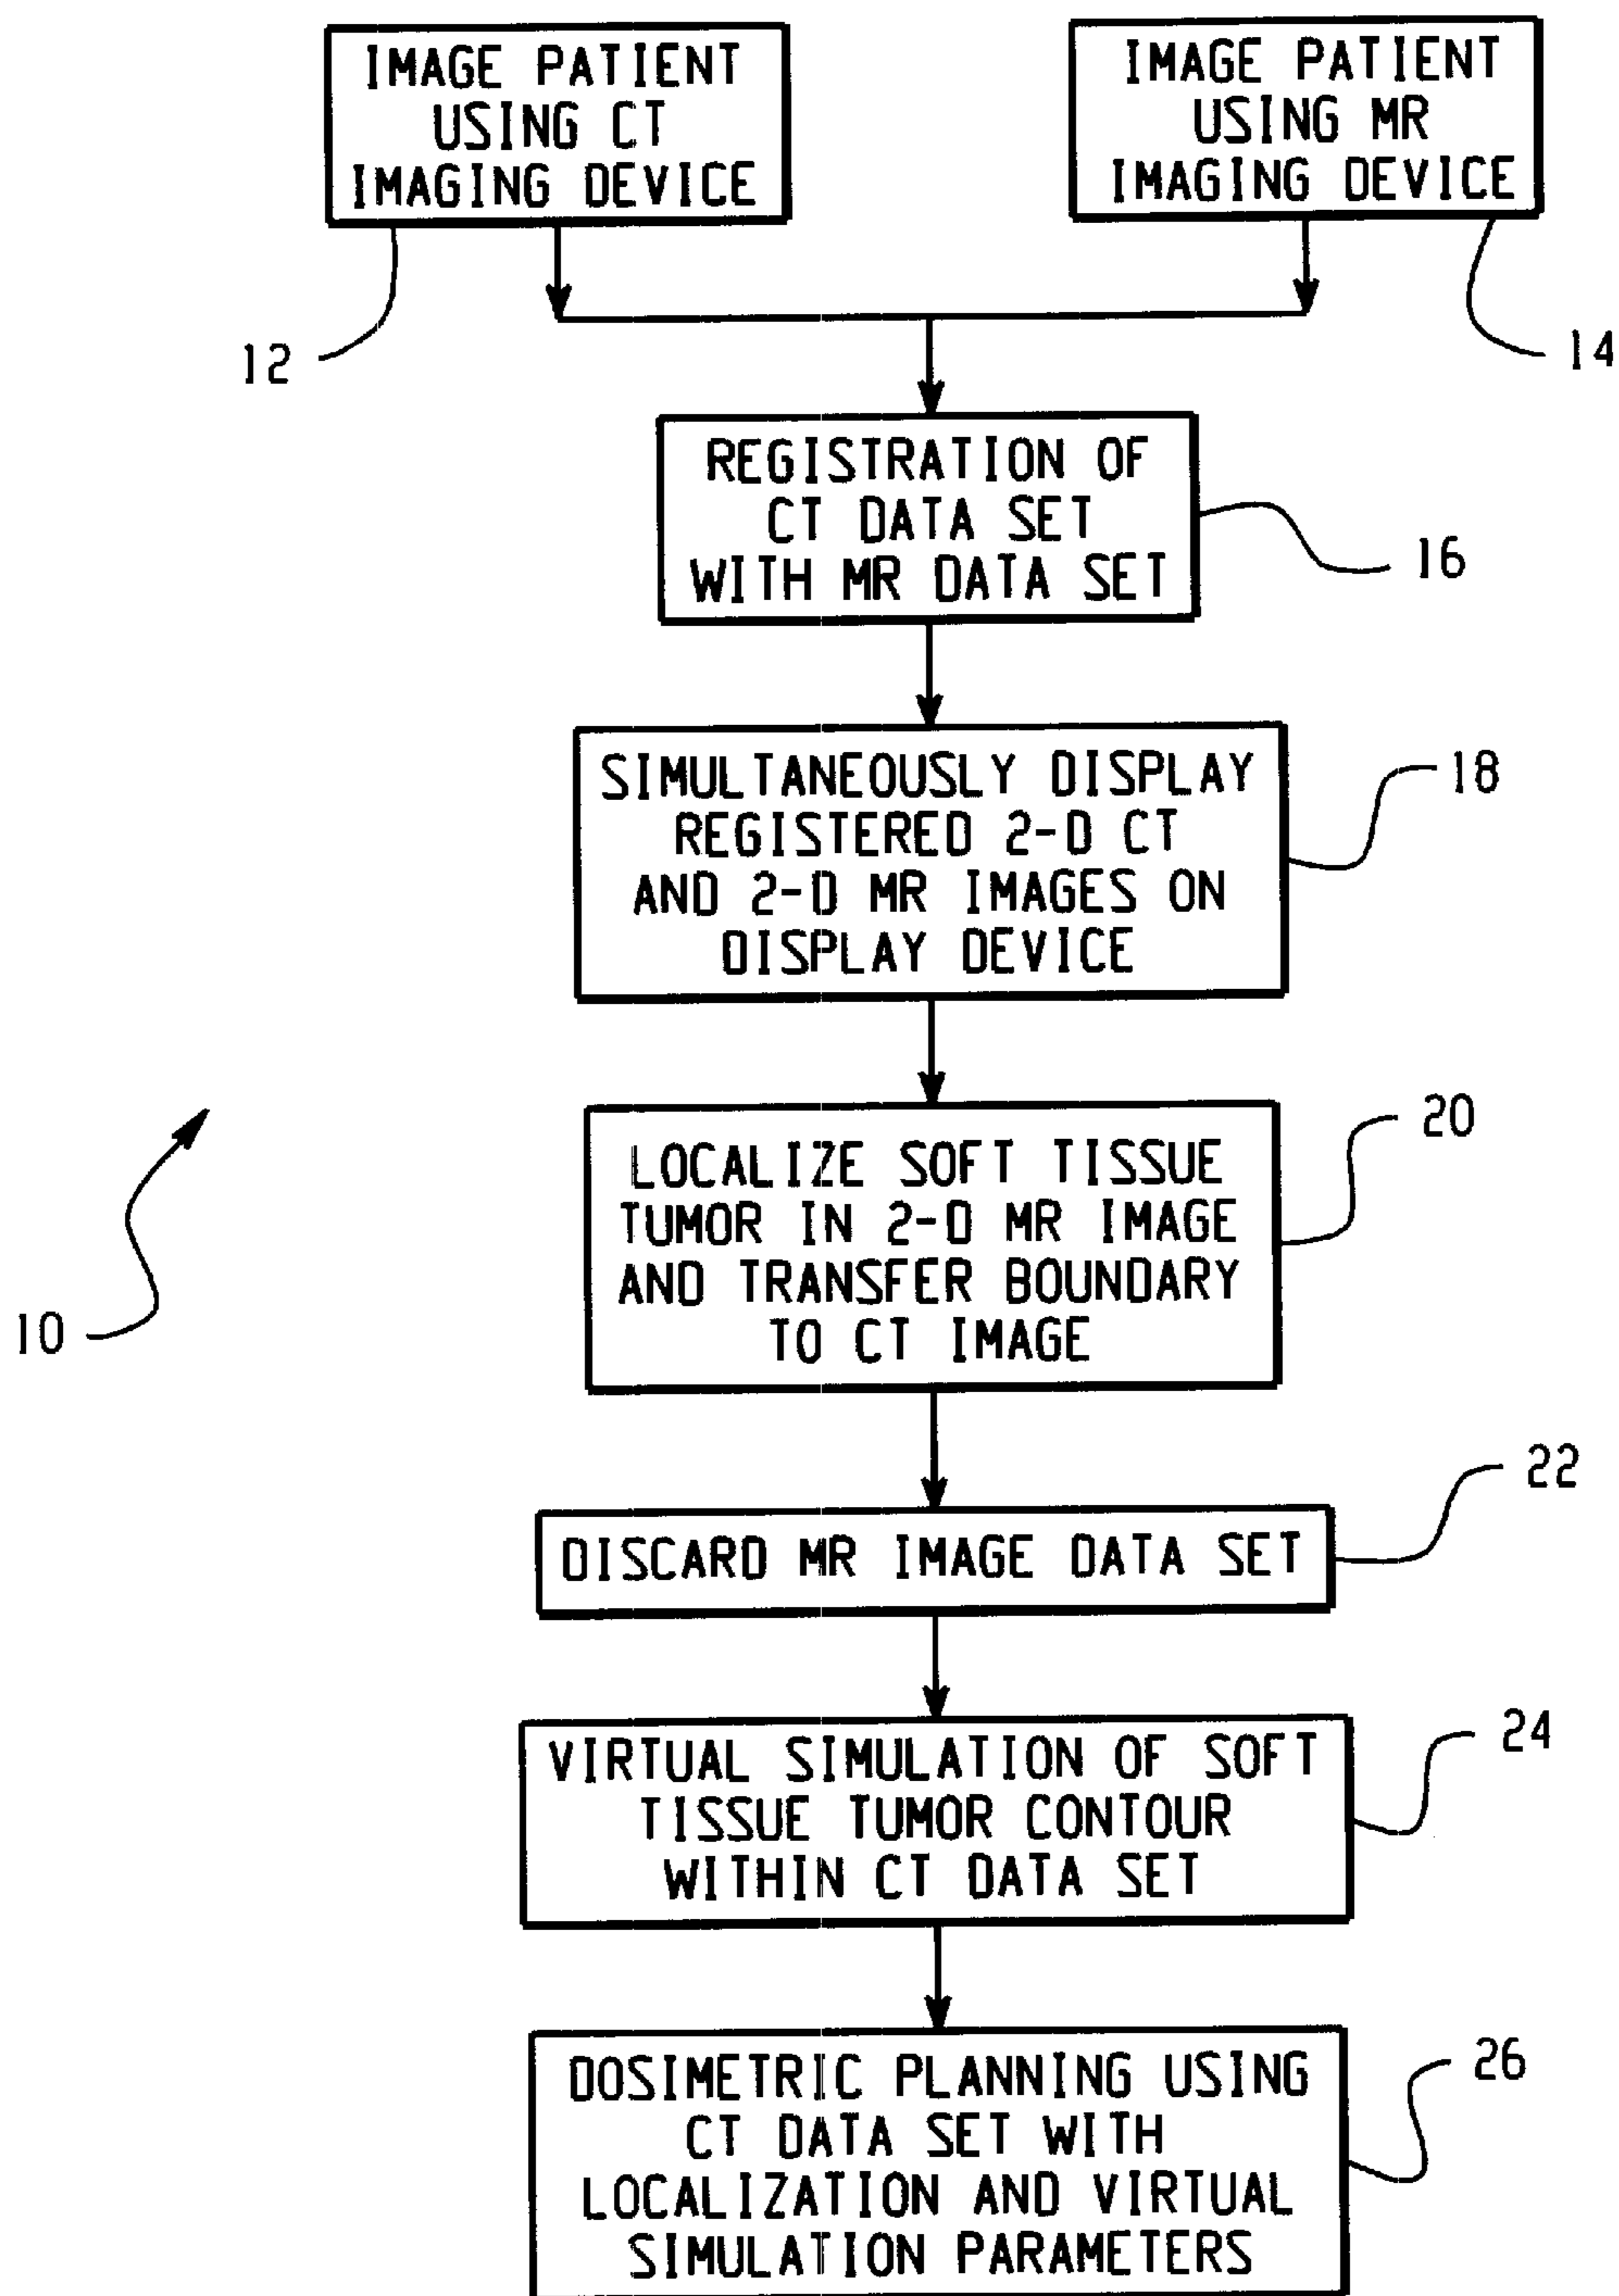 IMAGE PATIENT
USING CT
IMAGING DEVICE
IMAGE PATIENT
USING MR
IMAGING DEVICE
12
14
REGISTRATION OF
CT DATA SET
WITH MR DATA SET
16
SIMULTANEOUSLY DISPLAY
REGISTERED 2-D CT
AND 2-D MR IMAGES ON
DISPLAY DEVICE
18
LOCALIZE SOFT TISSUE
TUMOR IN 2-D MR IMAGE
AND TRANSFER BOUNDARY
TO CT IMAGE
20
10
DISCARD MR IMAGE DATA SET
22
VIRTUAL SIMULATION OF SOFT
TISSUE TUMOR CONTOUR
WITHIN CT DATA SET
24
DOSIMETRIC PLANNING USING
CT DATA SET WITH
LOCALIZATION AND VIRTUAL
SIMULATION PARAMETERS
26